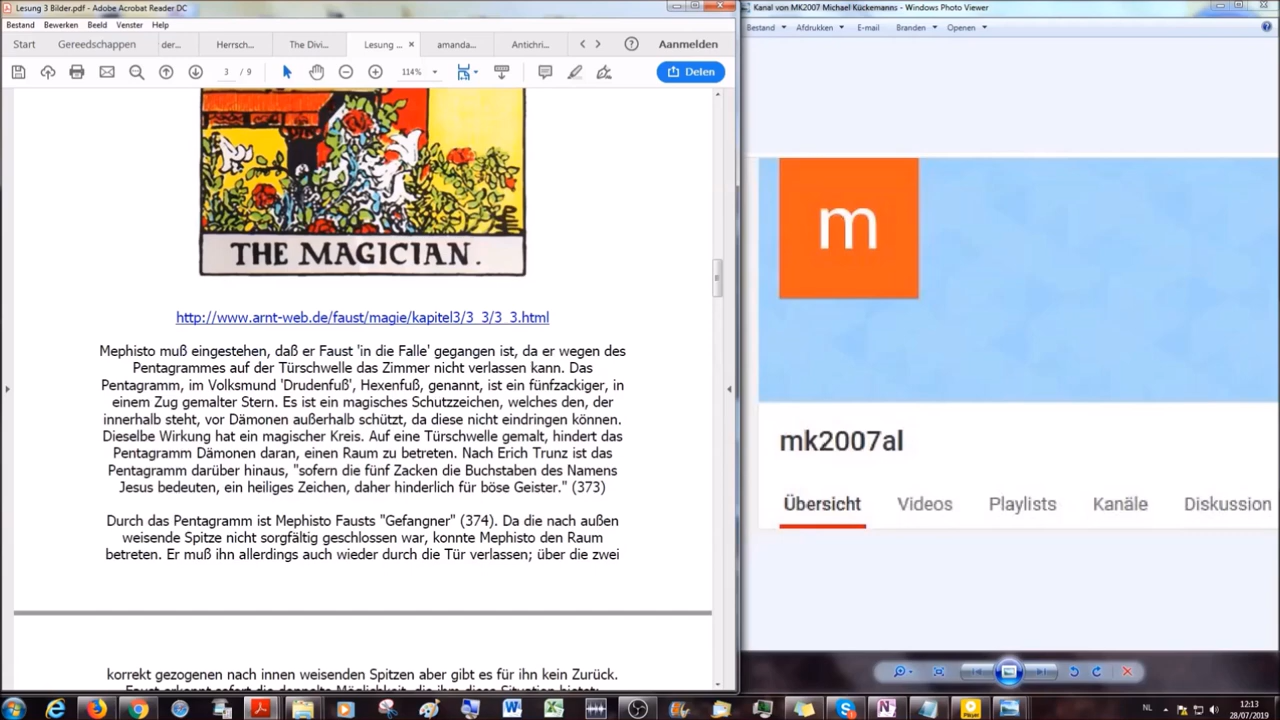 Lesung 3 Bilder.pdf - Adobe Acrobat Reader DC
Bestand Bewerken Beeld Venster Help
Start Gereedschappen der... Herrsch... The Divi... Lesung ... × amanda... Antichri... Aanmelden
3 / 9 114% Delen
THE MAGICIAN.
http://www.arnt-web.de/faust/magie/kapitel3/3_3/3_3.html
Mephisto muß eingestehen, daß er Faust 'in die Falle' gegangen ist, da er wegen des
Pentagrammes auf der Türschwelle das Zimmer nicht verlassen kann. Das
Pentagramm, im Volksmund 'Drudenfuß', Hexenfuß, genannt, ist ein fünfzackiger, in
einem Zug gemalter Stern. Es ist ein magisches Schutzzeichen, welches den, der
innerhalb steht, vor Dämonen außerhalb schützt, da diese nicht eindringen können.
Dieselbe Wirkung hat ein magischer Kreis. Auf eine Türschwelle gemalt, hindert das
Pentagramm Dämonen daran, einen Raum zu betreten. Nach Erich Trunz ist das
Pentagramm darüber hinaus, "sofern die fünf Zacken die Buchstaben des Namens
Jesus bedeuten, ein heiliges Zeichen, daher hinderlich für böse Geister." (373)
Durch das Pentagramm ist Mephisto Fausts "Gefangner" (374). Da die nach außen
weisende Spitze nicht sorgfältig geschlossen war, konnte Mephisto den Raum
betreten. Er muß ihn allerdings auch wieder durch die Tür verlassen; über die zwei
korrekt gezogenen nach innen weisenden Spitzen aber gibt es für ihn kein Zurück.
Faust erkennt sofort die doppelte Möglichkeit, die ihm diese Situation bietet:
Kanal von MK2007 Michael Kückemanns - Windows Photo Viewer
Bestand Afdrukken E-mail Branden Openen
m
mk2007al
Übersicht Videos Playlists Kanäle Diskussion
NL
12:13
28/07/2019